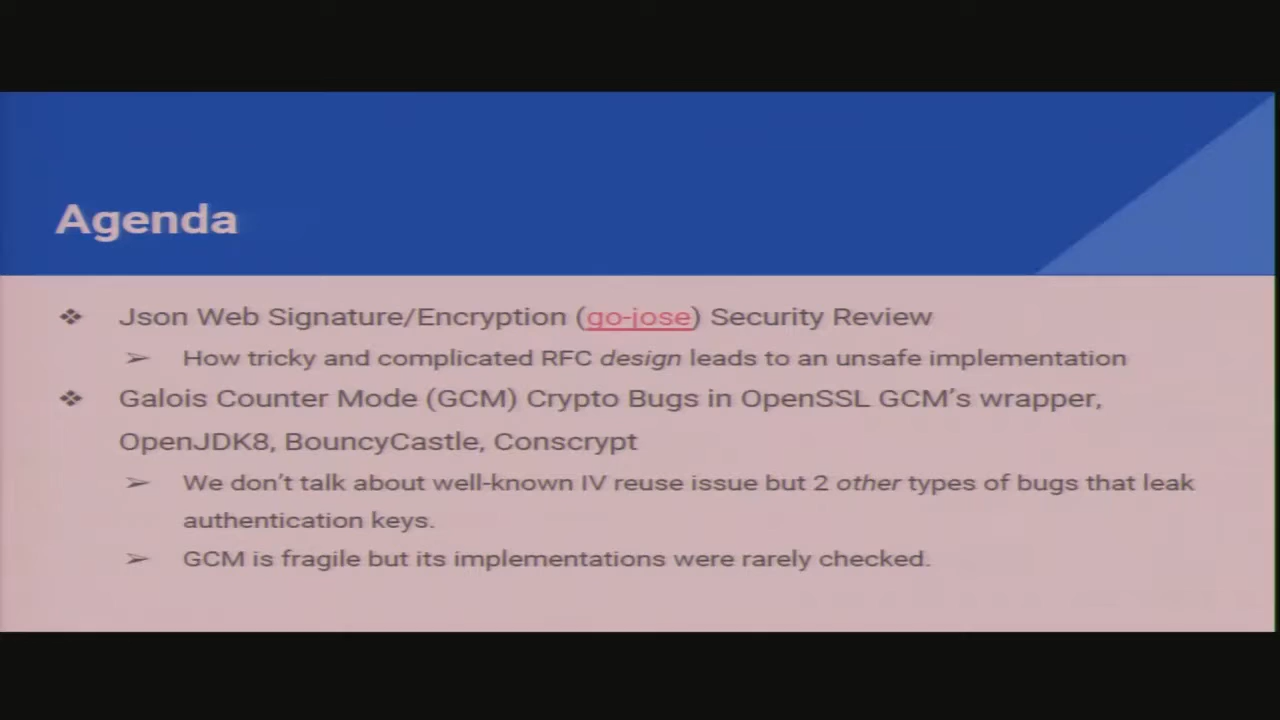 Agenda
❖ Json Web Signature/Encryption (go-jose) Security Review
➢ How tricky and complicated RFC design leads to an unsafe implementation
❖ Galois Counter Mode (GCM) Crypto Bugs in OpenSSL GCM’s wrapper,
OpenJDK8, BouncyCastle, Conscrypt
➢ We don’t talk about well-known IV reuse issue but 2 other types of bugs that leak
authentication keys.
➢ GCM is fragile but its implementations were rarely checked.